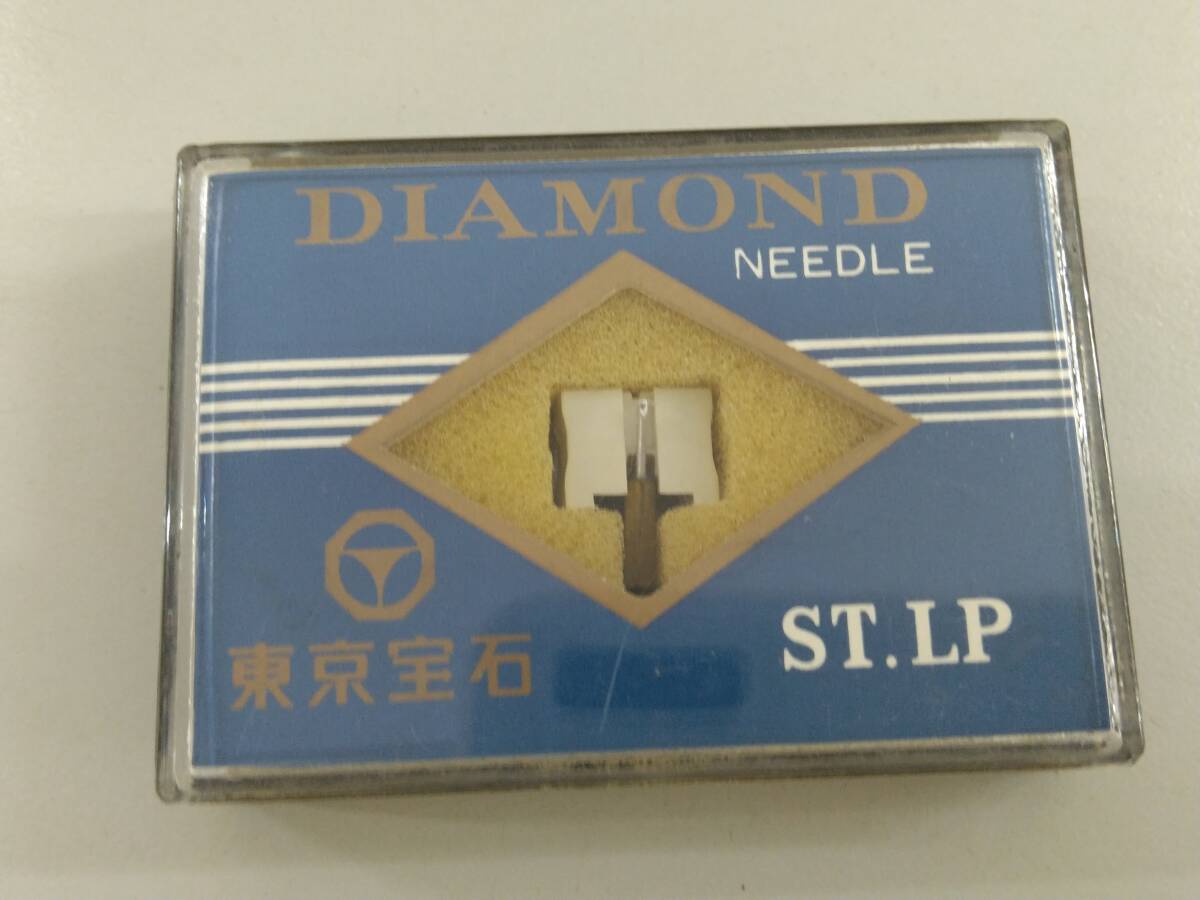 DIAMOND
NEEDLE
東京宝石
ST.LP